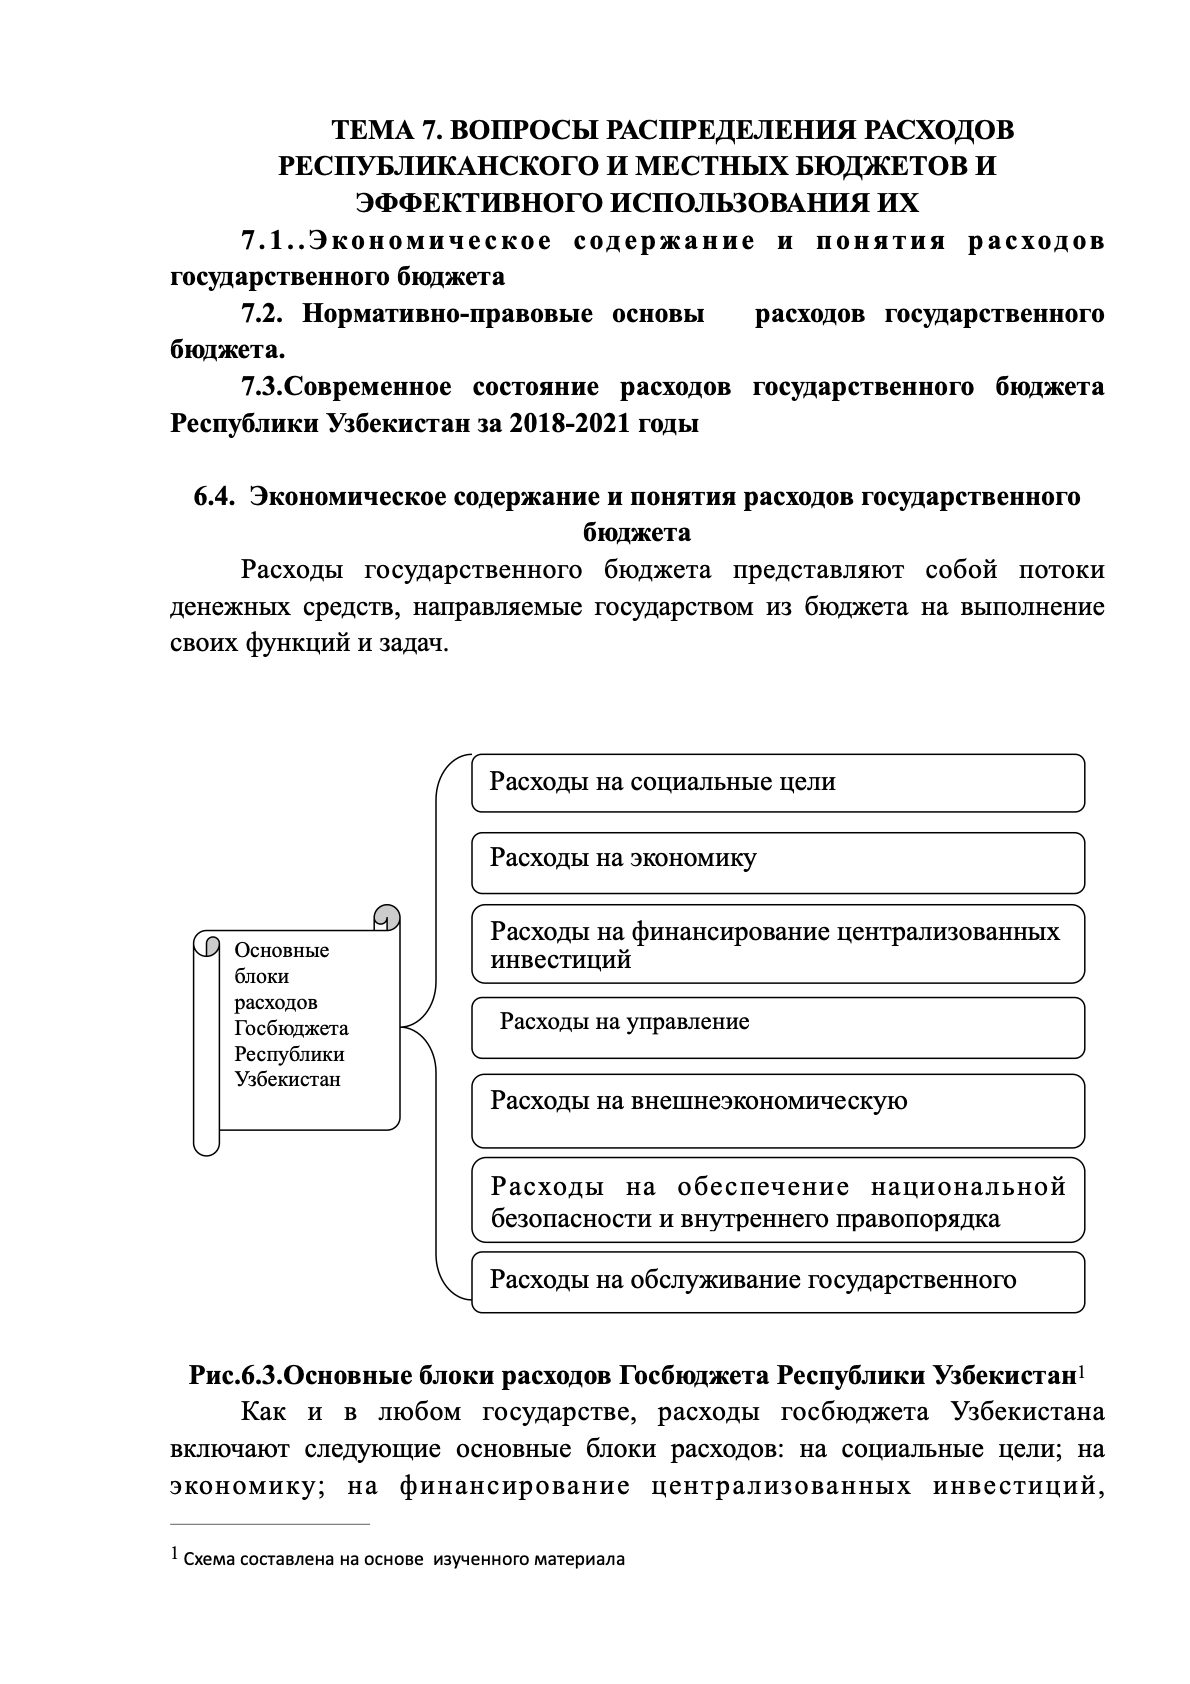 ТЕМА 7. ВОПРОСЫ РАСПРЕДЕЛЕНИЯ РАСХОДОВ
РЕСПУБЛИКАНСКОГО И МЕСТНЫХ БЮДЖЕТОВ И
ЭФФЕКТИВНОГО ИСПОЛЬЗОВАНИЯ ИХ
7.1..Экономическое содержание и понятия расходов
государственного бюджета
7.2. Нормативно-правовые основы расходов государственного
бюджета.
7.3.Современное состояние расходов государственного бюджета
Республики Узбекистан за 2018-2021 годы
6.4. Экономическое содержание и понятия расходов государственного
бюджета
Расходы государственного бюджета представляют собой потоки
денежных средств, направляемые государством из бюджета на выполнение
своих функций и задач.
Основные
блоки
расходов
Госбюджета
Республики
Узбекистан
Расходы на социальные цели
Расходы на экономику
Расходы на финансирование централизованных
инвестиций
Расходы на управление
Расходы на внешнеэкономическую
Расходы на обеспечение национальной
безопасности и внутреннего правопорядка
Расходы на обслуживание государственного
Рис.6.3.Основные блоки расходов Госбюджета Республики Узбекистан1
Как и в любом государстве, расходы госбюджета Узбекистана
включают следующие основные блоки расходов: на социальные цели; на
экономику; на финансирование централизованных инвестиций,
1 Схема составлена на основе изученного материала